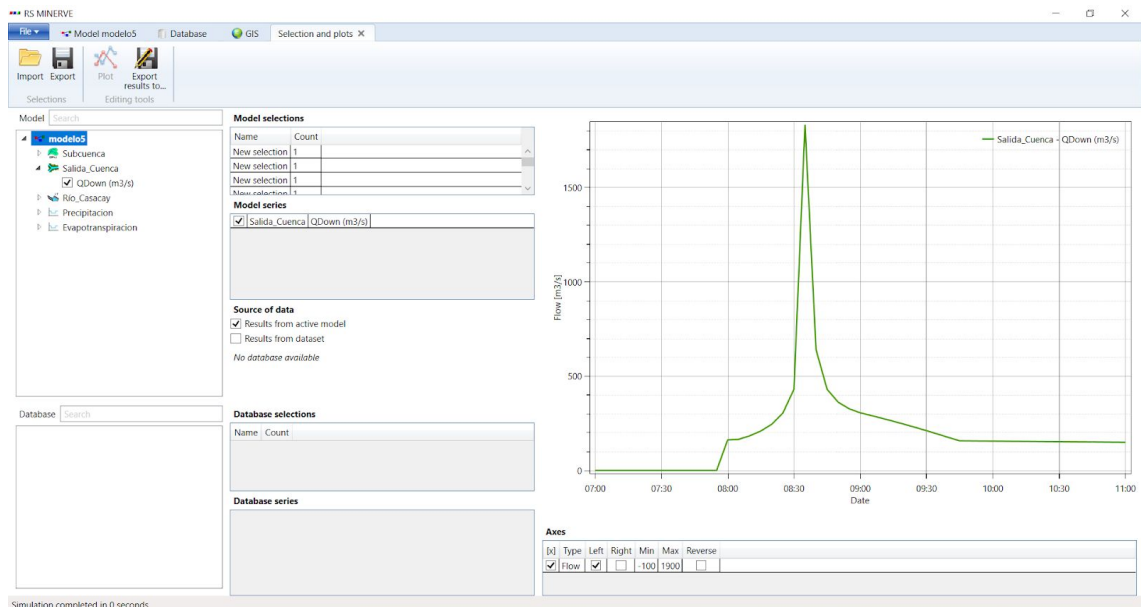 RS MINERVE
File Model modelo5 Database GIS Selection and plots
Import Export Plot Export results to...
Selections Editing tools
Model Search
modelo5
Subcuenca
Salida_Cuenca
QDown (m3/s)
Río_Casacay
Precipitacion
Evapotranspiracion
Database Search
Model selections
Name Count
New selection 1
New selection 1
New selection 1
New selection 1
Model series
Salida_Cuenca QDown (m3/s)
Source of data
Results from active model
Results from dataset
No database available
Database selections
Name Count
Database series
Salida_Cuenca - QDown (m3/s)
Flow [m3/s]
1500
1000
500
0
07:00 07:30 08:00 08:30 09:00 09:30 10:00 10:30 11:00
Date
Axes
[x] Type Left Right Min Max Reverse
Flow -100 1900
Simulation completed in 0 seconds